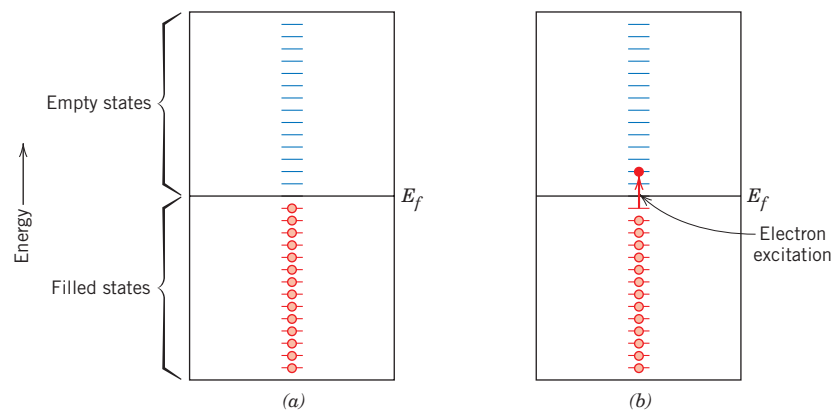 Empty states
Energy
E_f
Filled states
(a)
E_f
Electron
excitation
(b)